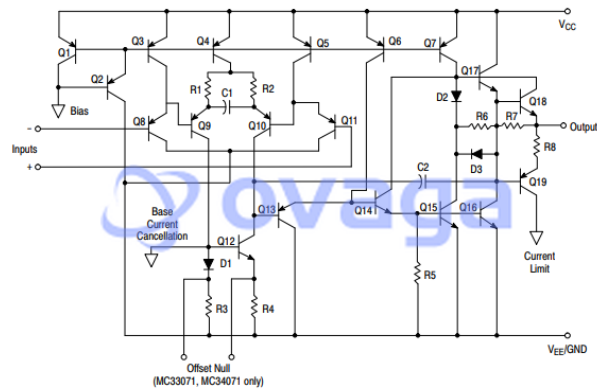 Q1
Q2
Q3
Q4
Q5
Q6
Q7
VCC
Q17
D2
Q18
R1
C1
R2
Bias
R6
R7
Output
Q8
Q9
Q10
Q11
R8
−
Inputs
+
D3
Q19
C2
ovaga
Base
Current
Cancellation
Q13
Q14
Q15
Q16
Q12
D1
R5
Current
Limit
R3
R4
VEE/GND
Offset Null
(MC33071, MC34071 only)